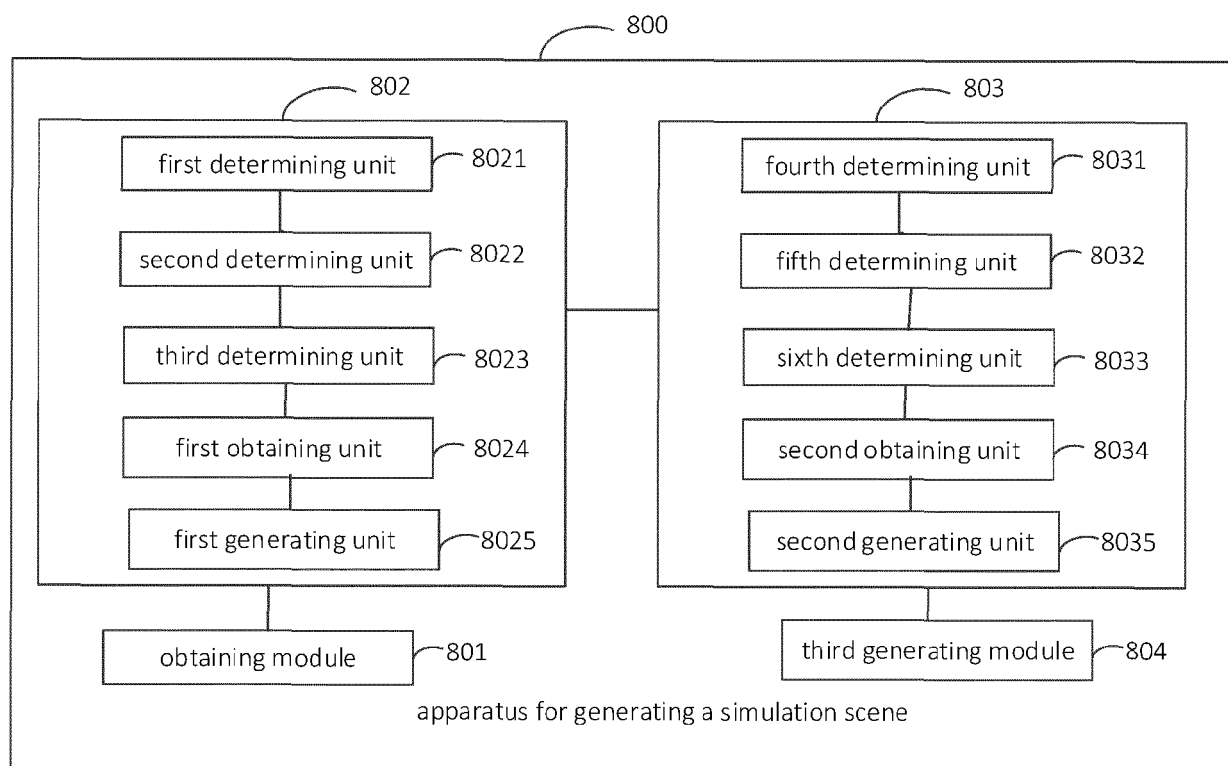 800
802
803
first determining unit
8021
second determining unit
8022
third determining unit
8023
first obtaining unit
8024
first generating unit
8025
fourth determining unit
8031
fifth determining unit
8032
sixth determining unit
8033
second obtaining unit
8034
second generating unit
8035
obtaining module
801
third generating module
804
apparatus for generating a simulation scene